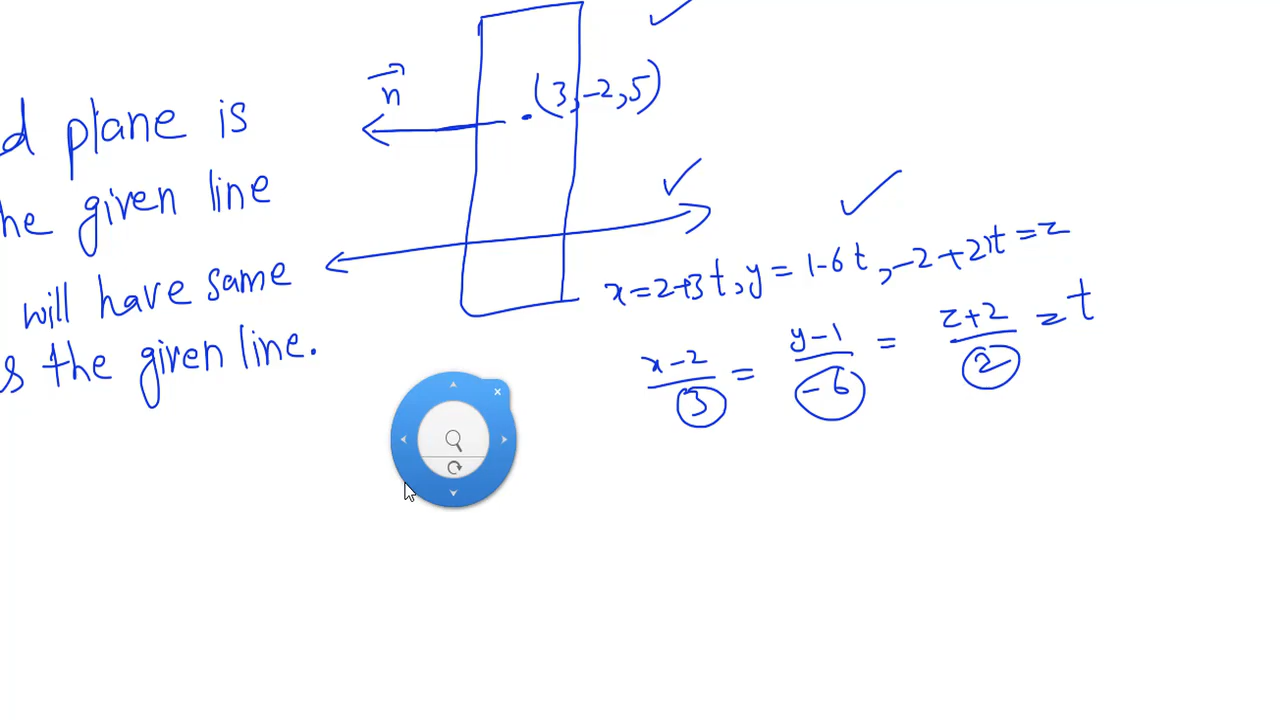 n
(3,-2,5)
d plane is
he given line
will have same
s the given line.
x=2+3t, y=1-6t, -2+2t=z
x-2/3 = y-1/-6 = z+2/2 = t